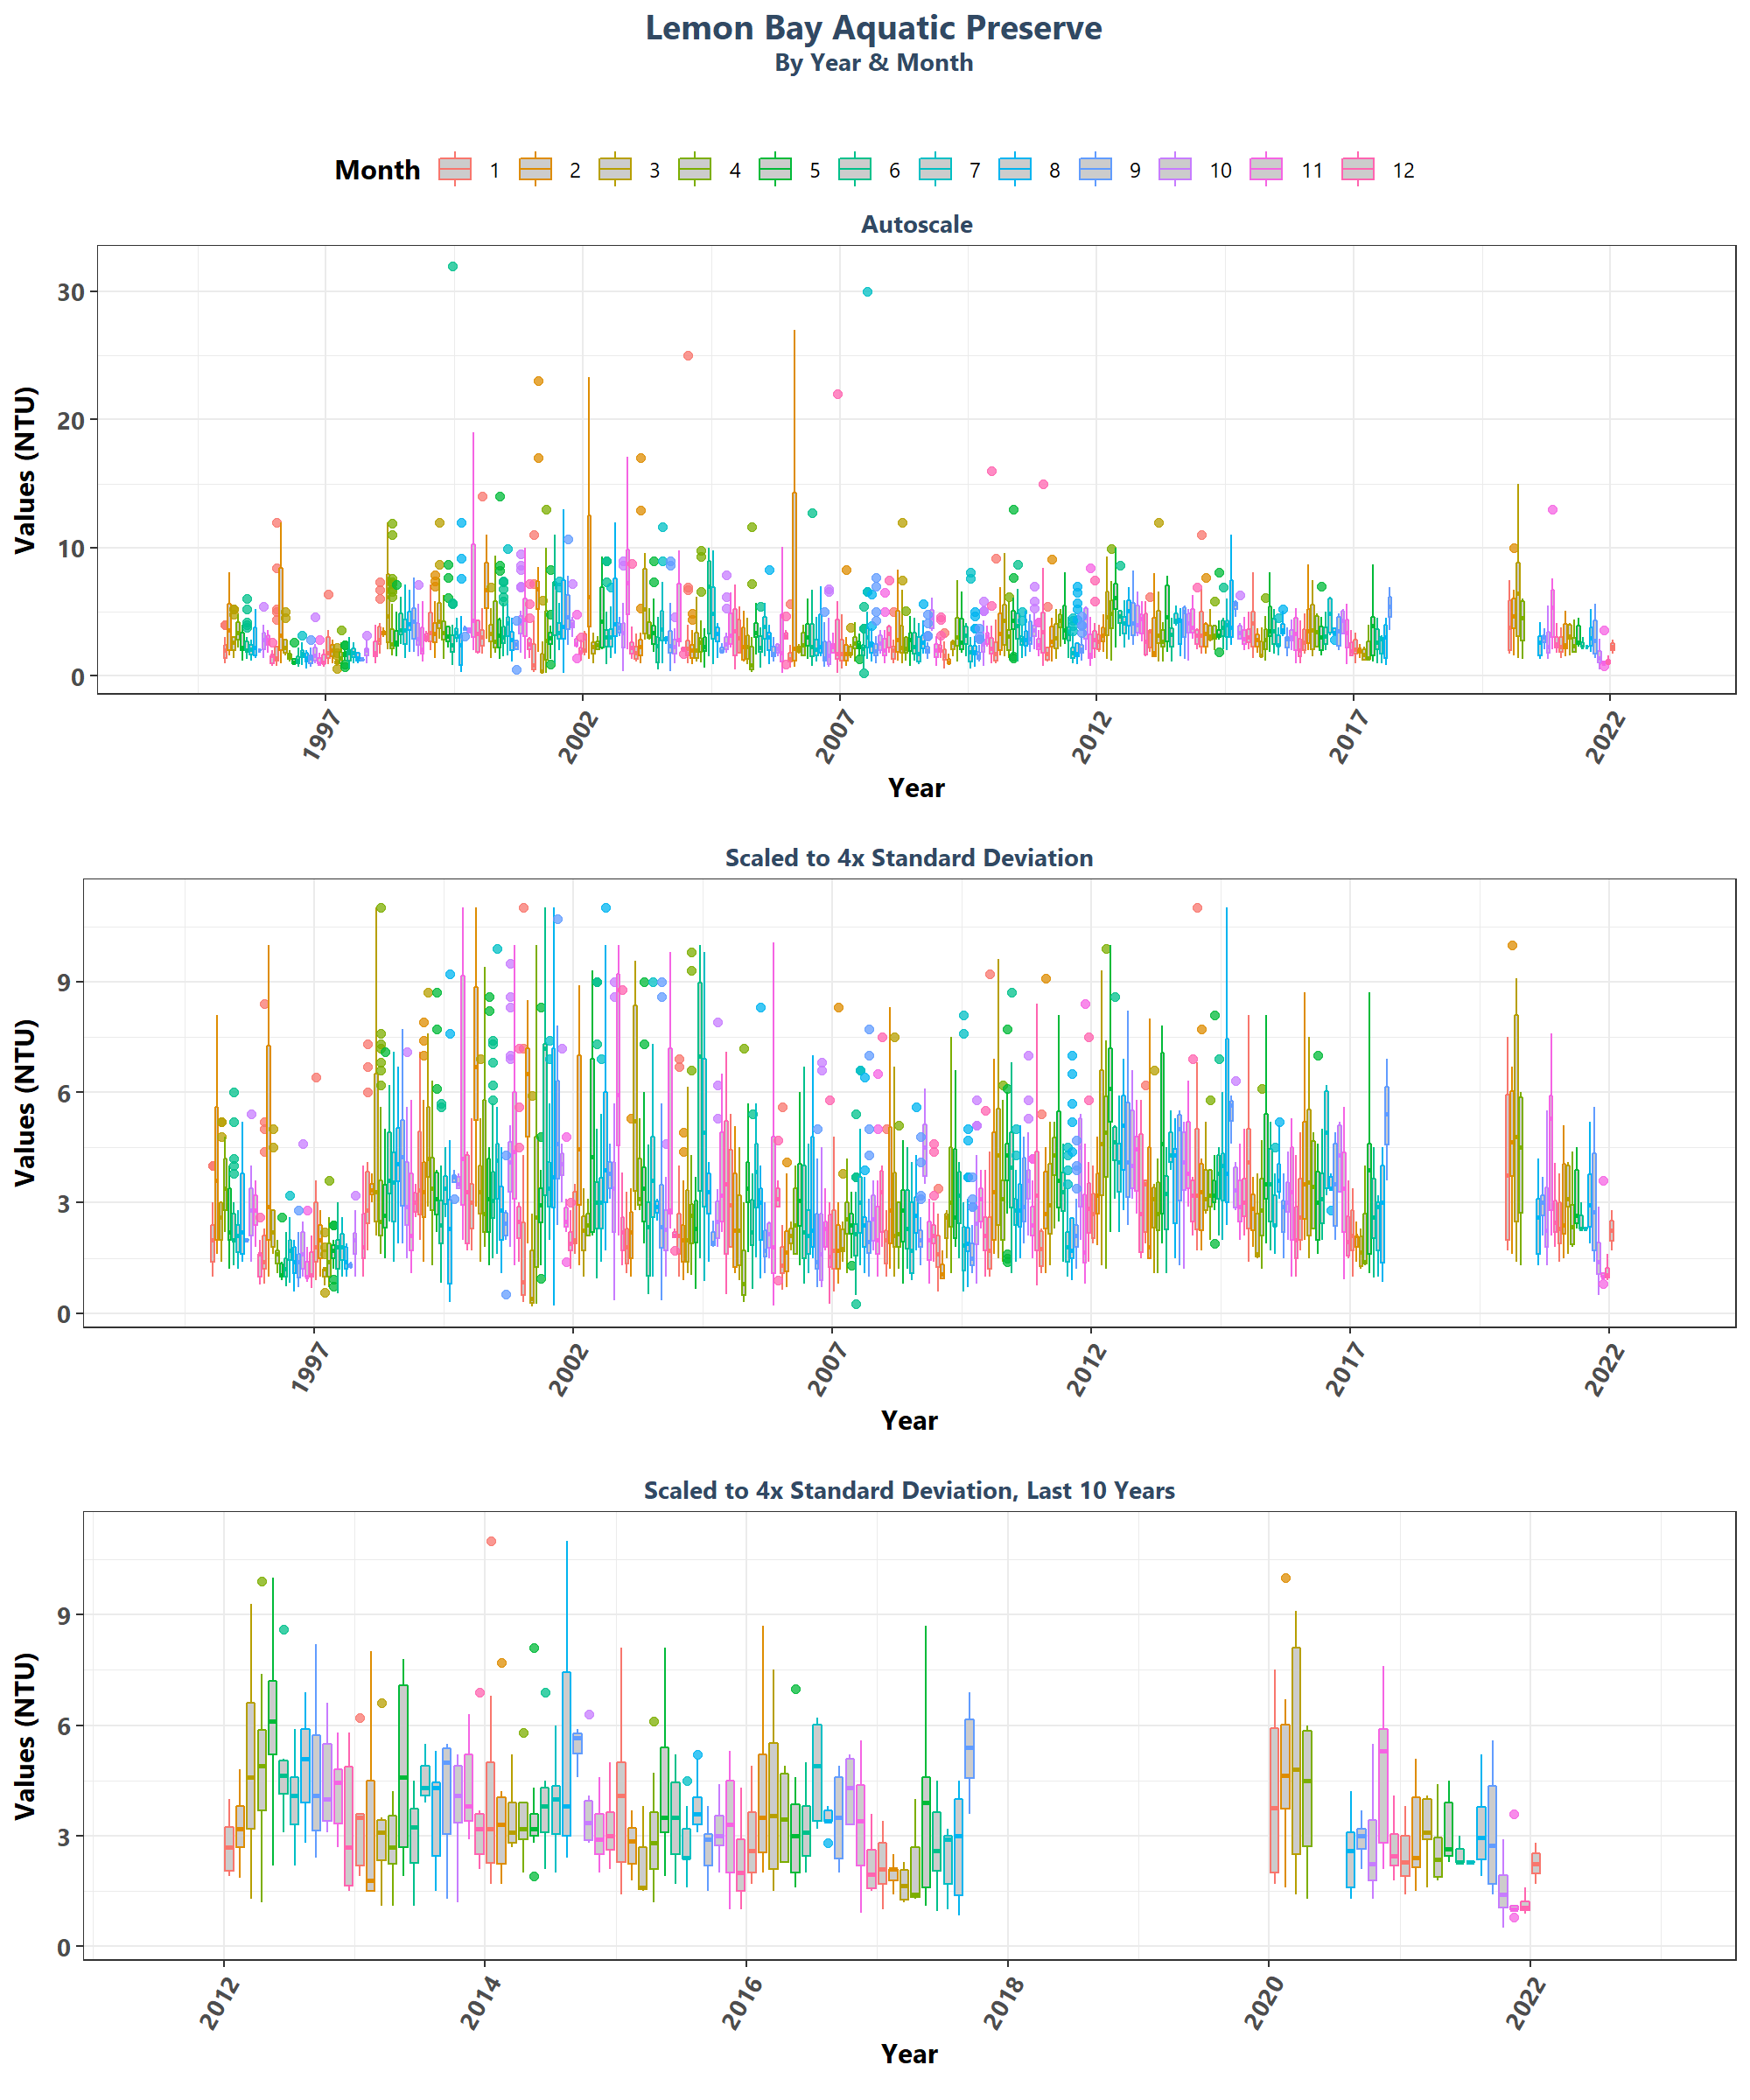 Lemon Bay Aquatic Preserve
By Year & Month
Month 1 2 3 4 5 6 7 8 9 10 11 12
Autoscale
Values (NTU)
30
20
10
0
1997 2002 2007 2012 2017 2022
Year
Scaled to 4x Standard Deviation
Values (NTU)
9
6
3
0
1997 2002 2007 2012 2017 2022
Year
Scaled to 4x Standard Deviation, Last 10 Years
Values (NTU)
9
6
3
0
2012 2014 2016 2018 2020 2022
Year